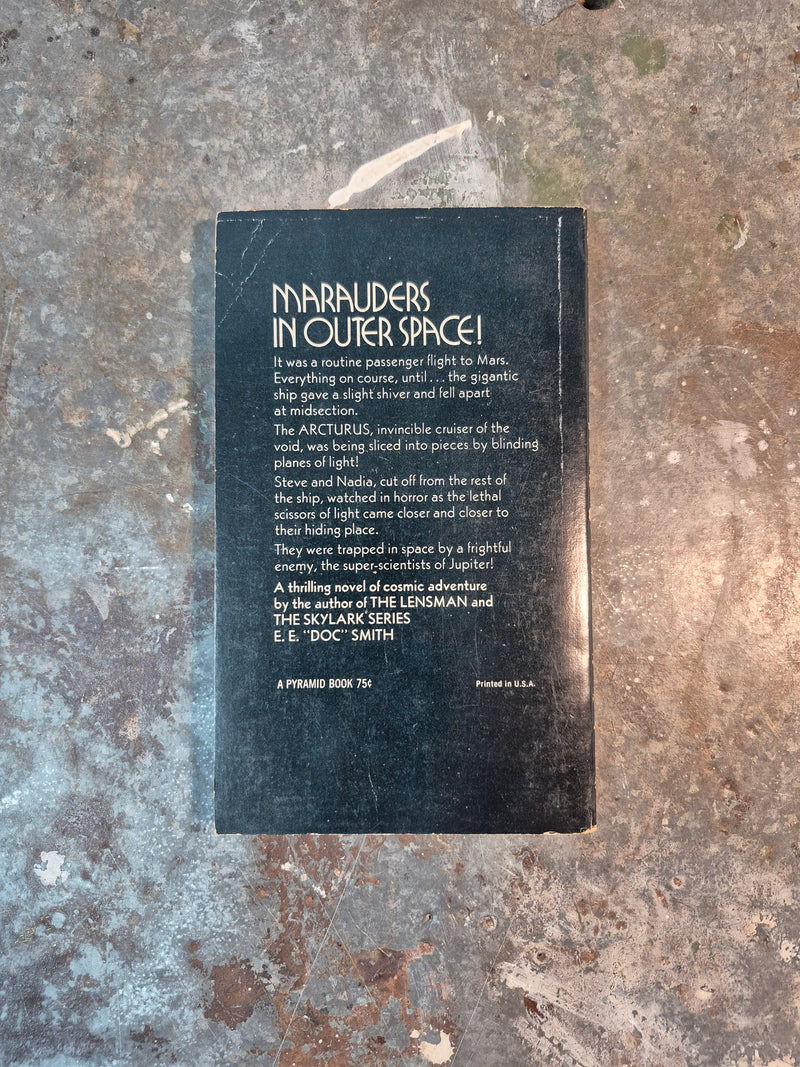 MARAUDERS
IN OUTER SPACE!
It was a routine passenger flight to Mars.
Everything on course, until . . . the gigantic
ship gave a slight shiver and fell apart
at midsection.
The ARCTURUS, invincible cruiser of the
void, was being sliced into pieces by blinding
planes of light!
Steve and Nadia, cut off from the rest of
the ship, watched in horror as the lethal
scissors of light came closer and closer to
their hiding place.
They were trapped in space by a frightful
enemy, the super-scientists of Jupiter!
A thrilling novel of cosmic adventure
by the author of THE LENSMAN and
THE SKYLARK SERIES
E. E. "DOC" SMITH
A PYRAMID BOOK 75¢
Printed in U.S.A.